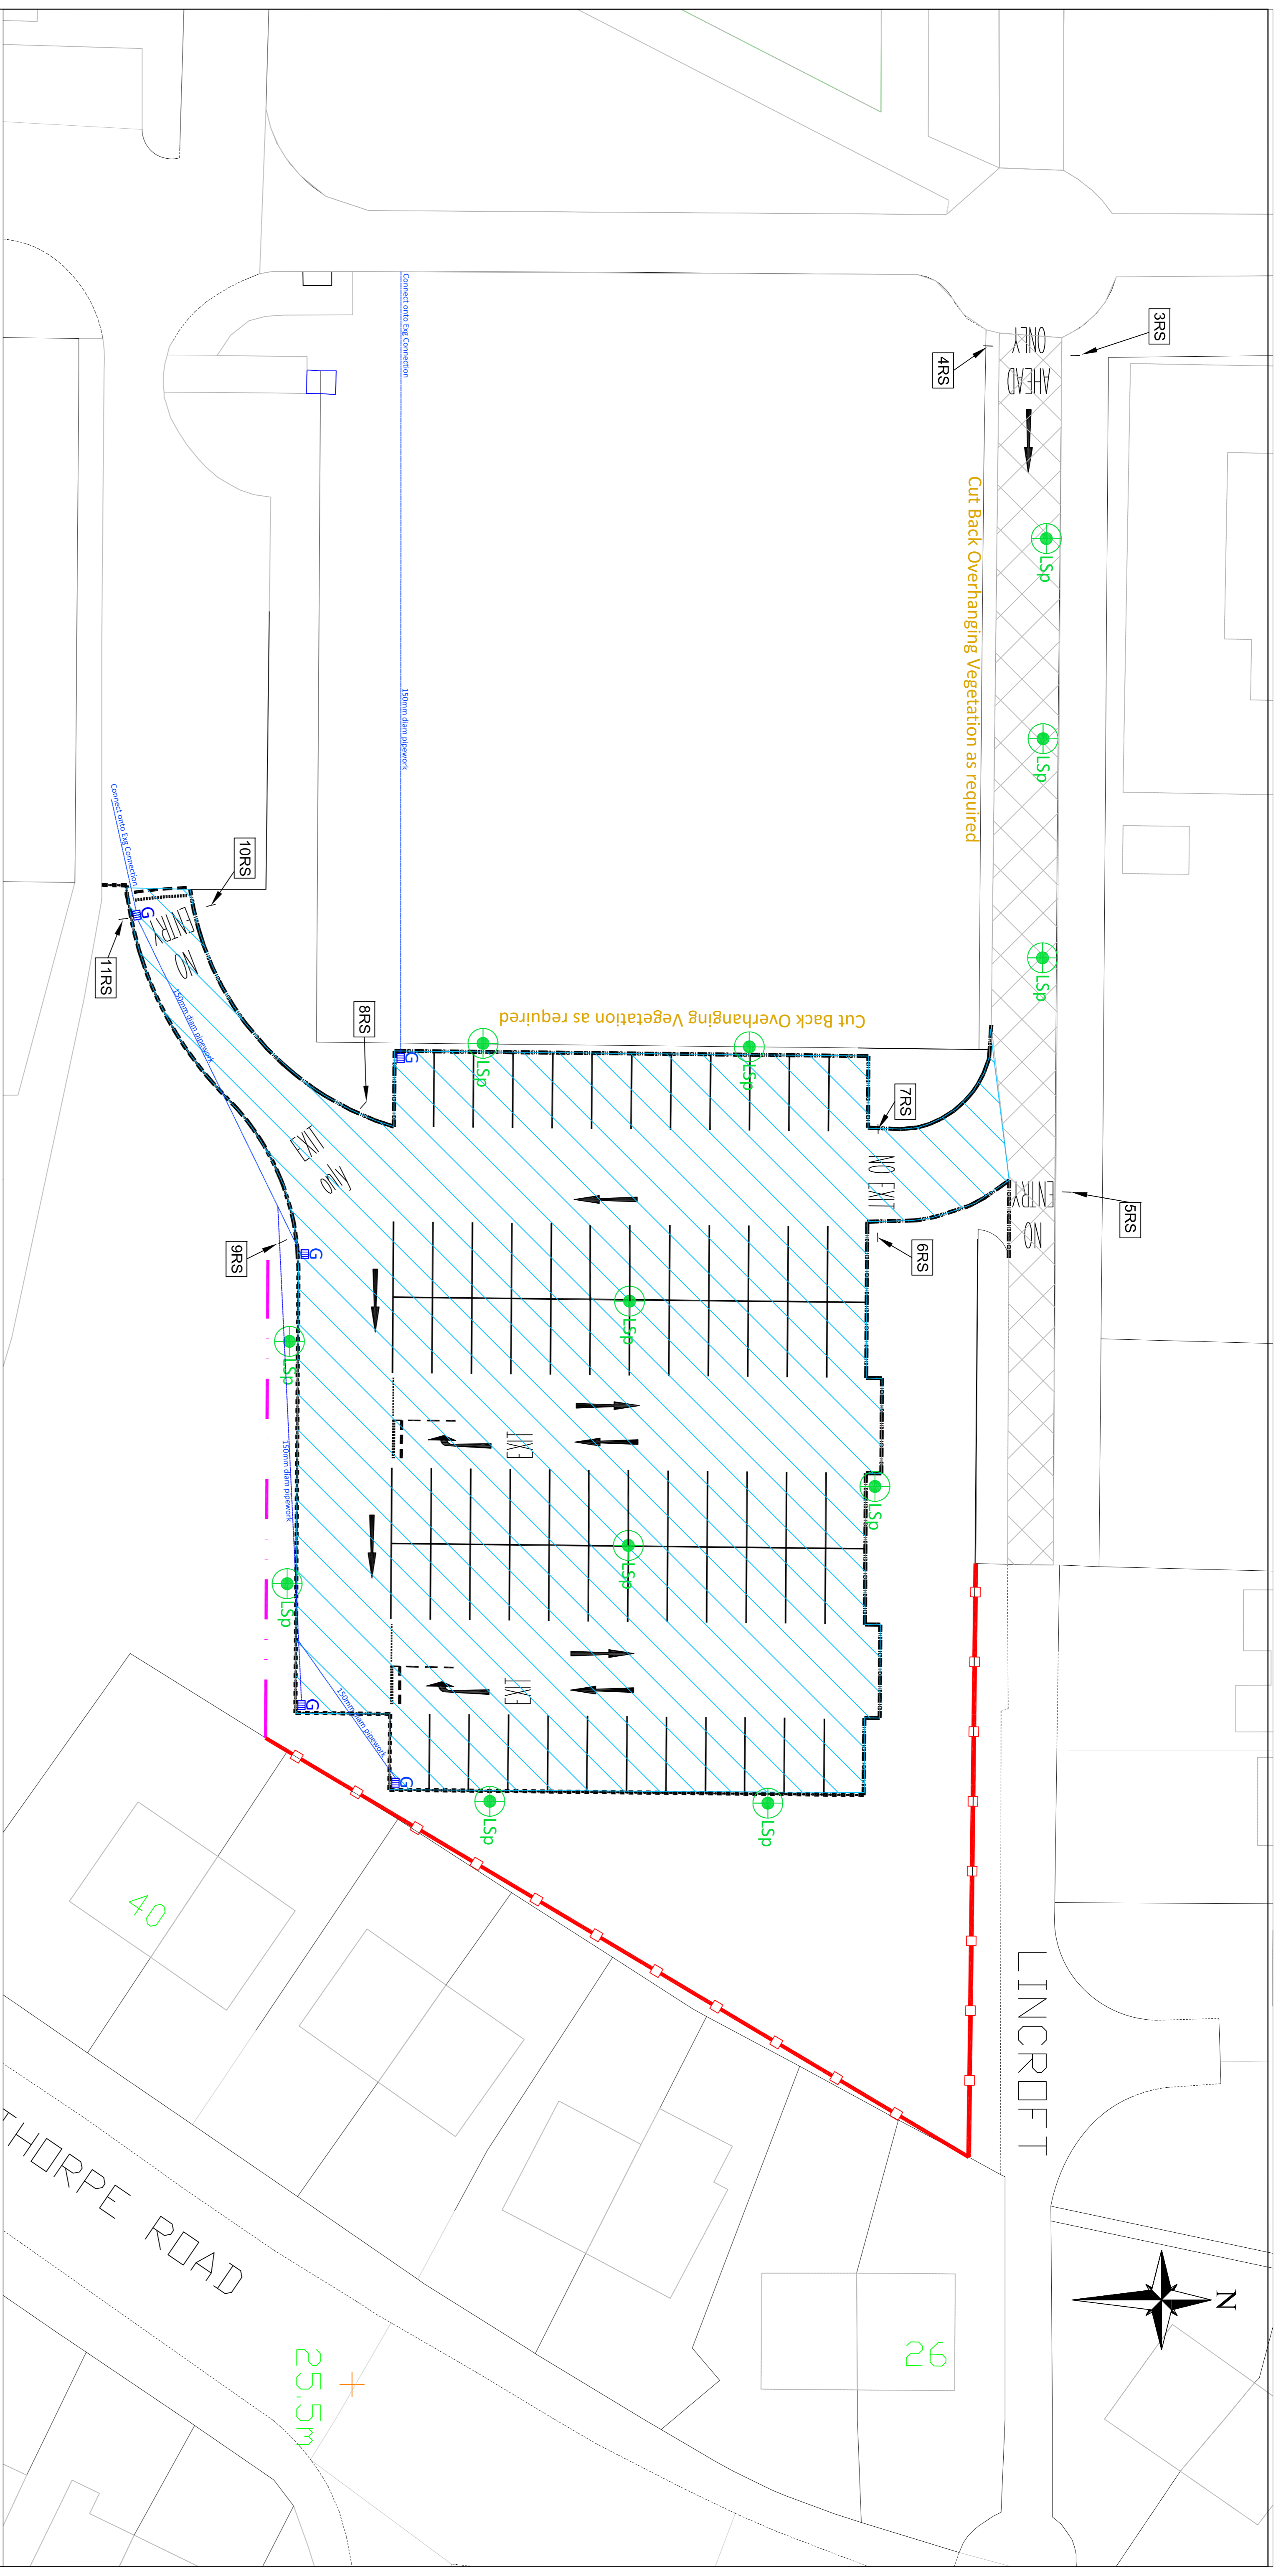 3RS
ONLY
AHEAD
4RS
LSp
Cut Back Overhanging Vegetation as required
LSp
LSp
5RS
ENTRY
NO
7RS
NO EXIT
6RS
Connect onto Exg Connection
150mm diam pipework
Cut Back Overhanging Vegetation as required
G
LSp
LSp
Connect onto Exg Connection
10RS
G
ENTRY
NO
11RS
150mm diam pipework
8RS
EXIT
Only
9RS
G
LSp
LSp
EXIT
LSp
150mm diam pipework
LSp
LSp
EXIT
G
150mm diam pipework
G
LSp
LSp
LINCROFT
40
THORPE ROAD
26
25.5m
N